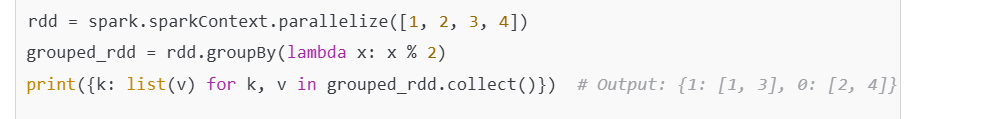 rdd = spark.sparkContext.parallelize([1, 2, 3, 4])
grouped_rdd = rdd.groupBy(lambda x: x % 2)
print({k: list(v) for k, v in grouped_rdd.collect()})  # Output: {1: [1, 3], 0: [2, 4]}